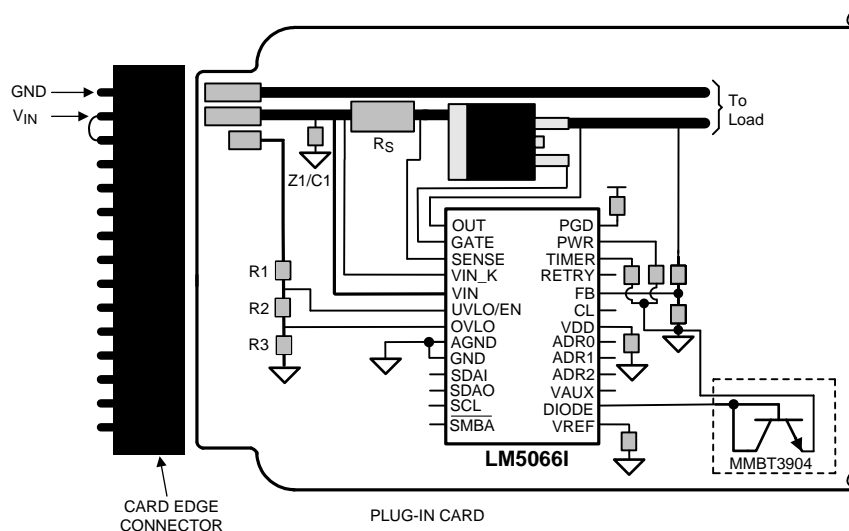 GND
V_IN
To
Load
R_S
Z1/C1
OUT
GATE
SENSE
VIN_K
VIN
UVLO/EN
OVLO
AGND
GND
SDAI
SDAO
SCL
SMBA
PGD
PWR
TIMER
RETRY
FB
CL
VDD
ADR0
ADR1
ADR2
VAUX
DIODE
VREF
R1
R2
R3
LM5066I
MMBT3904
CARD EDGE
CONNECTOR
PLUG-IN CARD